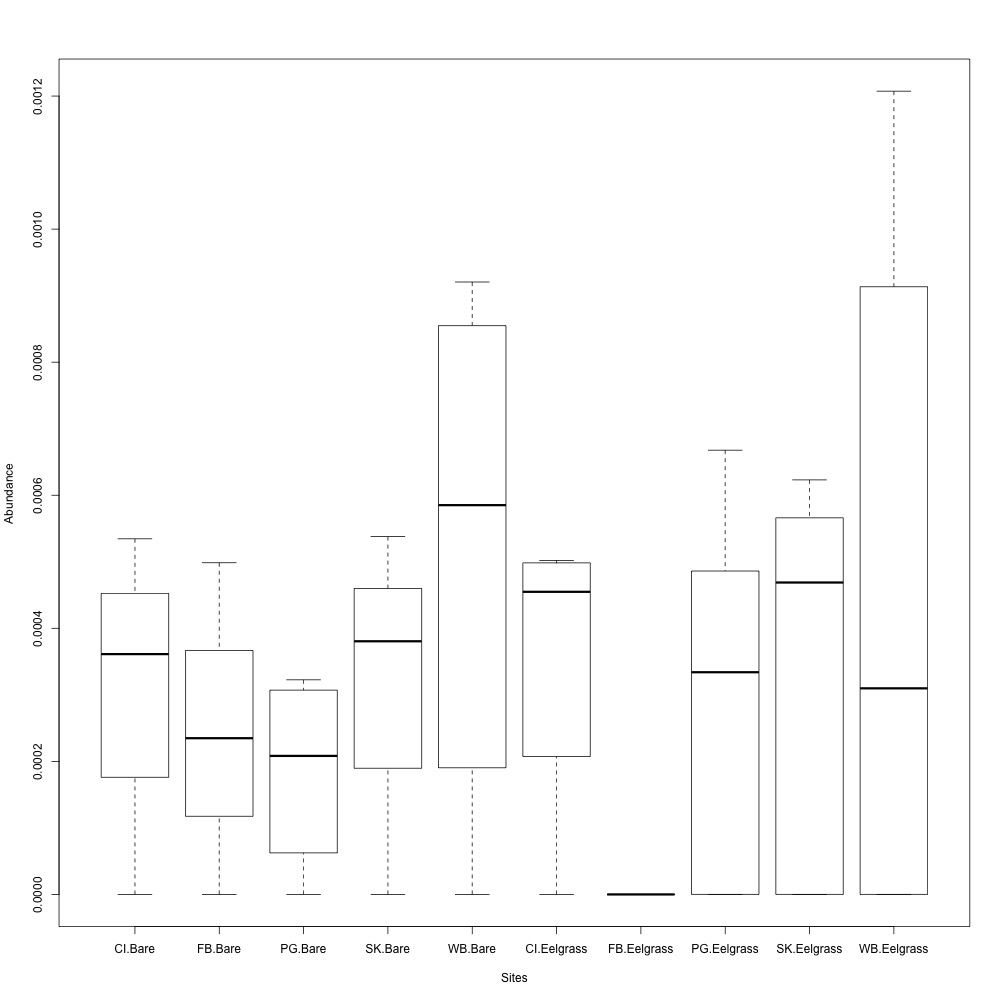 Abundance
0.0012
0.0010
0.0008
0.0006
0.0004
0.0002
0.0000
CI.Bare FB.Bare PG.Bare SK.Bare WB.Bare CI.Eelgrass FB.Eelgrass PG.Eelgrass SK.Eelgrass WB.Eelgrass
Sites